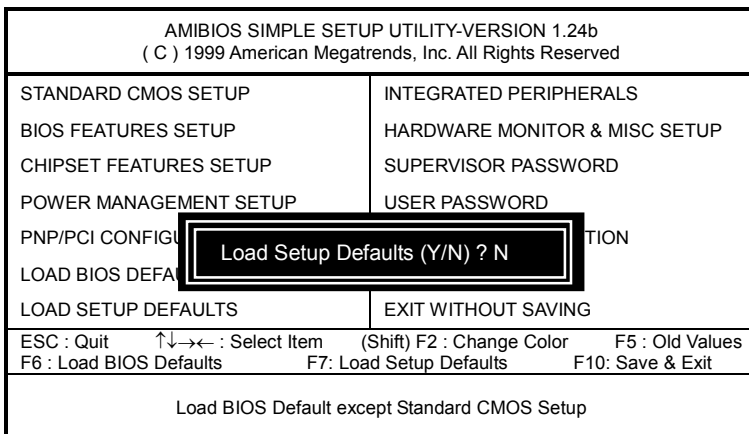 AMIBIOS SIMPLE SETUP UTILITY-VERSION 1.24b
( C ) 1999 American Megatrends, Inc. All Rights Reserved
STANDARD CMOS SETUP
INTEGRATED PERIPHERALS
BIOS FEATURES SETUP
HARDWARE MONITOR & MISC SETUP
CHIPSET FEATURES SETUP
SUPERVISOR PASSWORD
POWER MANAGEMENT SETUP
USER PASSWORD
PNP/PCI
Load Setup Defaults (Y/N) ? N
LOAD BIOS
LOAD SETUP DEFAULTS
EXIT WITHOUT SAVING
ESC : Quit ↑↓→← : Select Item (Shift) F2 : Change Color F5 : Old Values
F6 : Load BIOS Defaults F7: Load Setup Defaults F10: Save & Exit
Load BIOS Default except Standard CMOS Setup